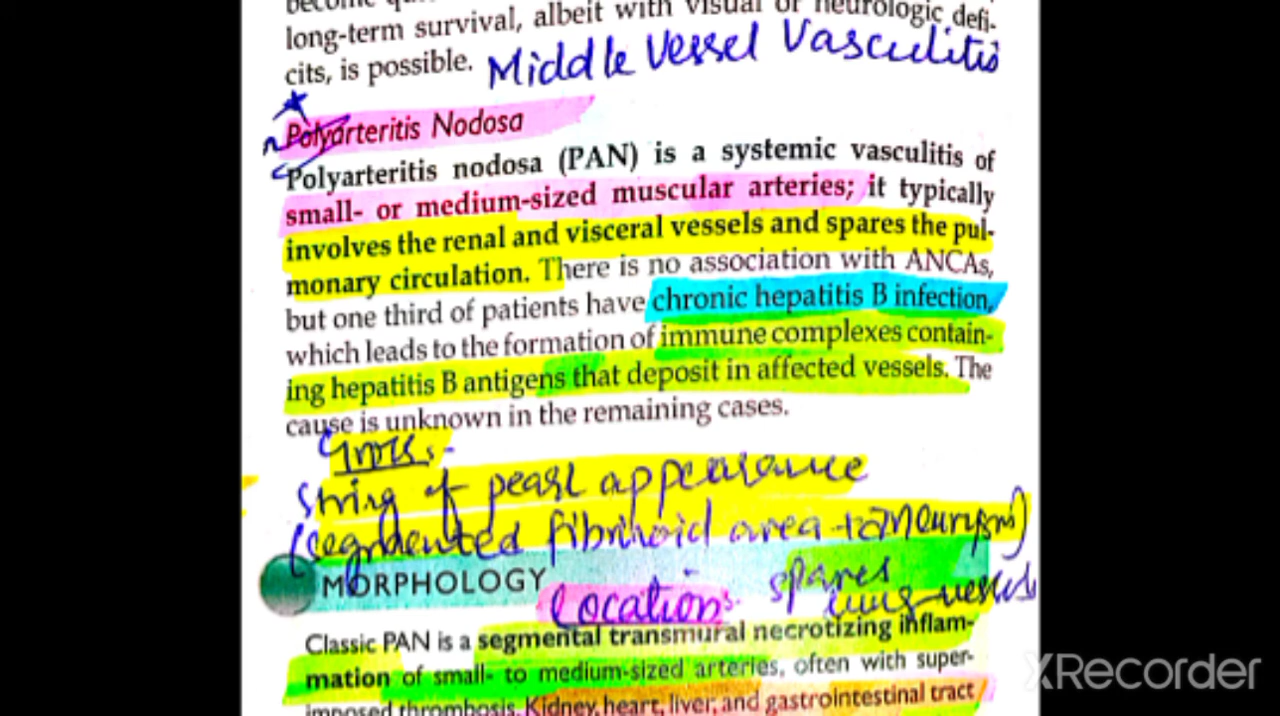 long-term survival, albeit with visual or neurologic defi-
cits, is possible. Middle Vessel Vasculitis
Polyarteritis Nodosa
Polyarteritis nodosa (PAN) is a systemic vasculitis of
small- or medium-sized muscular arteries; it typically
involves the renal and visceral vessels and spares the pul-
monary circulation. There is no association with ANCAs,
but one third of patients have chronic hepatitis B infection,
which leads to the formation of immune complexes contain-
ing hepatitis B antigens that deposit in affected vessels. The
cause is unknown in the remaining cases.
Gross:-
string of pearl appearance
(segmented fibrinoid area +
MORPHOLOGY
Location: spares
lung vessels
Classic PAN is a segmental transmural necrotizing inflam-
mation of small- to medium-sized arteries, often with super-
imposed thrombosis. Kidney, heart, liver, and gastrointestinal tract
XRecorder